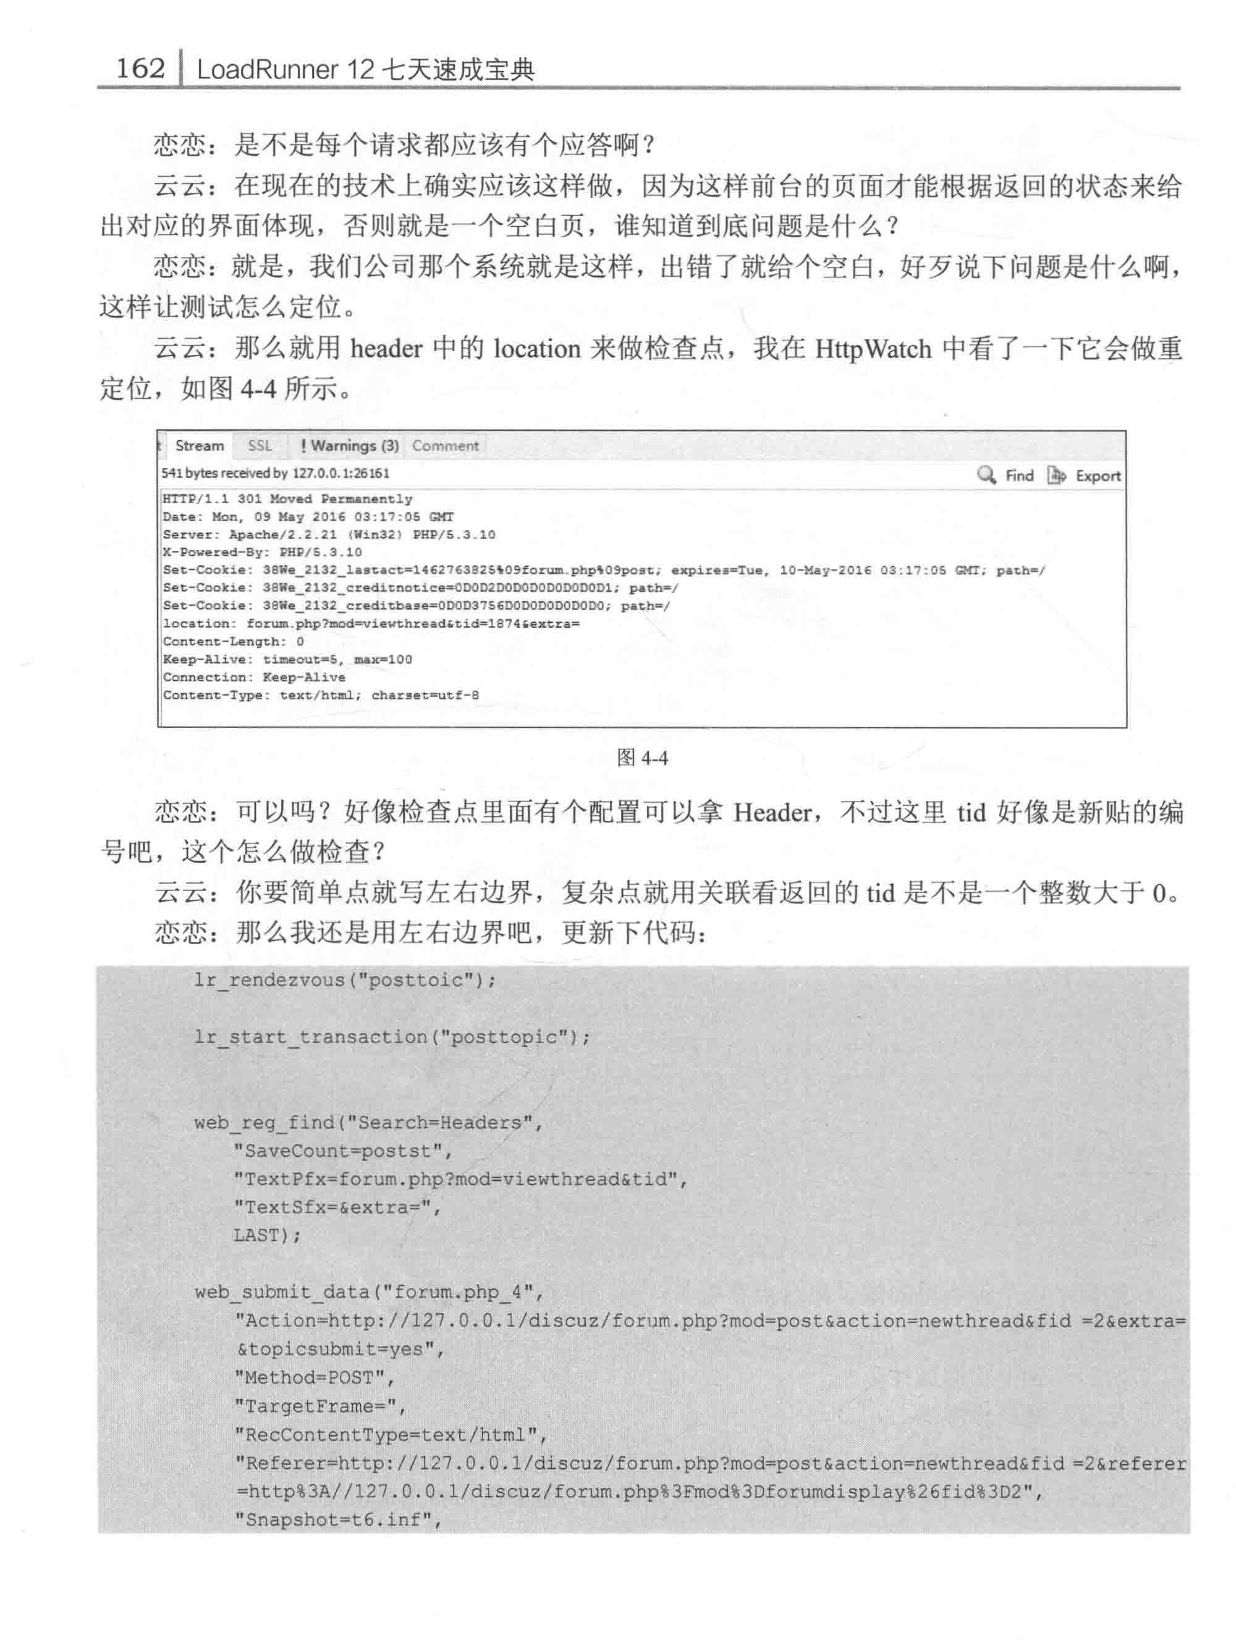 162 LoadRunner 12 七天速成宝典
恋恋：是不是每个请求都应该有个应答啊？
云云：在现在的技术上确实应该这样做，因为这样前台的页面才能根据返回的状态来给
出对应的界面体现，否则就是一个空白页，谁知道到底问题是什么？
恋恋：就是，我们公司那个系统就是这样，出错了就给个空白，好歹说下问题是什么啊，
这样让测试怎么定位。
云云：那么就用 header 中的 location 来做检查点，我在 HttpWatch 中看了一下它会做重
定位，如图 4-4 所示。
t Stream SSL ! Warnings (3) Comment
541 bytes received by 127.0.0.1:26161 Find Export
HTTP/1.1 301 Moved Permanently
Date: Mon, 09 May 2016 03:17:05 GMT
Server: Apache/2.2.21 (Win32) PHP/5.3.10
X-Powered-By: PHP/5.3.10
Set-Cookie: 38We_2132_lastact=1462763825%09forum.php%09post; expires=Tue, 10-May-2016 03:17:05 GMT; path=/
Set-Cookie: 38We_2132_creditnotice=0D0D2D0D0D0D0D0D0D1; path=/
Set-Cookie: 38We_2132_creditbase=0D0D3756D0D0D0D0D0D0; path=/
location: forum.php?mod=viewthread&tid=1874&extra=
Content-Length: 0
Keep-Alive: timeout=5, max=100
Connection: Keep-Alive
Content-Type: text/html; charset=utf-8
图 4-4
恋恋：可以吗？好像检查点里面有个配置可以拿 Header，不过这里 tid 好像是新贴的编
号吧，这个怎么做检查？
云云：你要简单点就写左右边界，复杂点就用关联看返回的 tid 是不是一个整数大于 0。
恋恋：那么我还是用左右边界吧，更新下代码：
lr_rendezvous("posttoic");
lr_start_transaction("posttopic");
web_reg_find("Search=Headers",
"SaveCount=postst",
"TextPfx=forum.php?mod=viewthread&tid",
"TextSfx=&extra=",
LAST);
web_submit_data("forum.php_4",
"Action=http://127.0.0.1/discuz/forum.php?mod=post&action=newthread&fid =2&extra=
&topicsubmit=yes",
"Method=POST",
"TargetFrame=",
"RecContentType=text/html",
"Referer=http://127.0.0.1/discuz/forum.php?mod=post&action=newthread&fid =2&referer
=http%3A//127.0.0.1/discuz/forum.php%3Fmod%3Dforumdisplay%26fid%3D2",
"Snapshot=t6.inf",